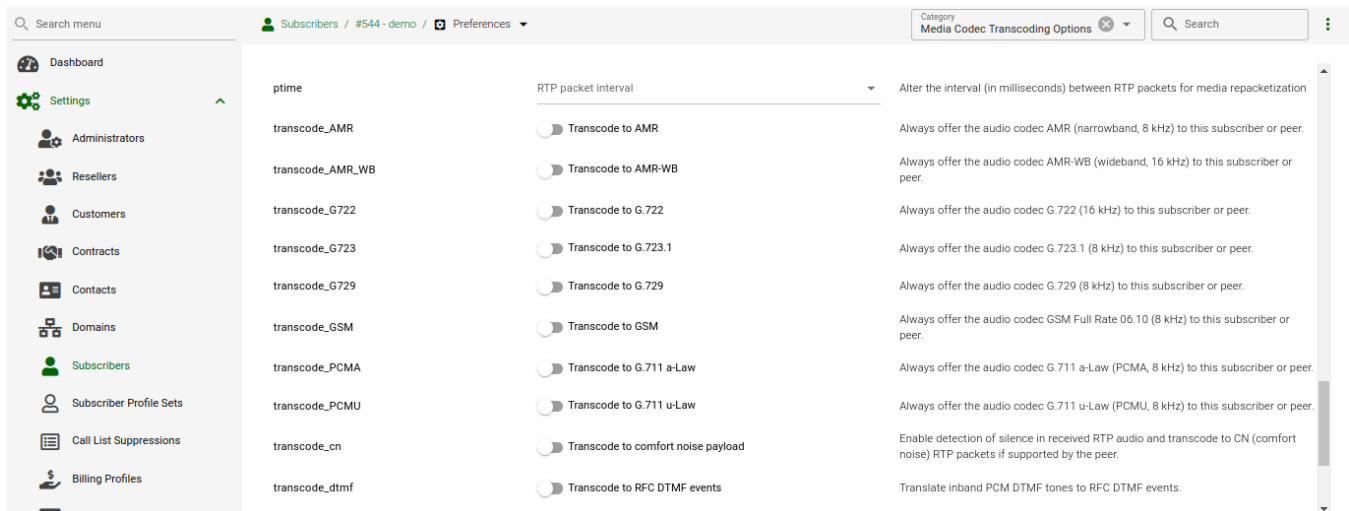 Search menu
Subscribers / #544 - demo / Preferences
Category
Media Codec Transcoding Options
Search
Dashboard
Settings
Administrators
Resellers
Customers
Contracts
Contacts
Domains
Subscribers
Subscriber Profile Sets
Call List Suppressions
Billing Profiles
ptime
RTP packet interval
Alter the interval (in milliseconds) between RTP packets for media repacketization
transcode_AMR
Transcode to AMR
Always offer the audio codec AMR (narrowband, 8 kHz) to this subscriber or peer.
transcode_AMR_WB
Transcode to AMR-WB
Always offer the audio codec AMR-WB (wideband, 16 kHz) to this subscriber or
peer.
transcode_G722
Transcode to G.722
Always offer the audio codec G.722 (16 kHz) to this subscriber or peer.
transcode_G723
Transcode to G.723.1
Always offer the audio codec G.723.1 (8 kHz) to this subscriber or peer.
transcode_G729
Transcode to G.729
Always offer the audio codec G.729 (8 kHz) to this subscriber or peer.
transcode_GSM
Transcode to GSM
Always offer the audio codec GSM Full Rate 06.10 (8 kHz) to this subscriber or
peer.
transcode_PCMA
Transcode to G.711 a-Law
Always offer the audio codec G.711 a-Law (PCMA, 8 kHz) to this subscriber or peer.
transcode_PCMU
Transcode to G.711 u-Law
Always offer the audio codec G.711 u-Law (PCMU, 8 kHz) to this subscriber or peer.
transcode_cn
Transcode to comfort noise payload
Enable detection of silence in received RTP audio and transcode to CN (comfort
noise) RTP packets if supported by the peer.
transcode_dtmf
Transcode to RFC DTMF events
Translate inband PCM DTMF tones to RFC DTMF events.